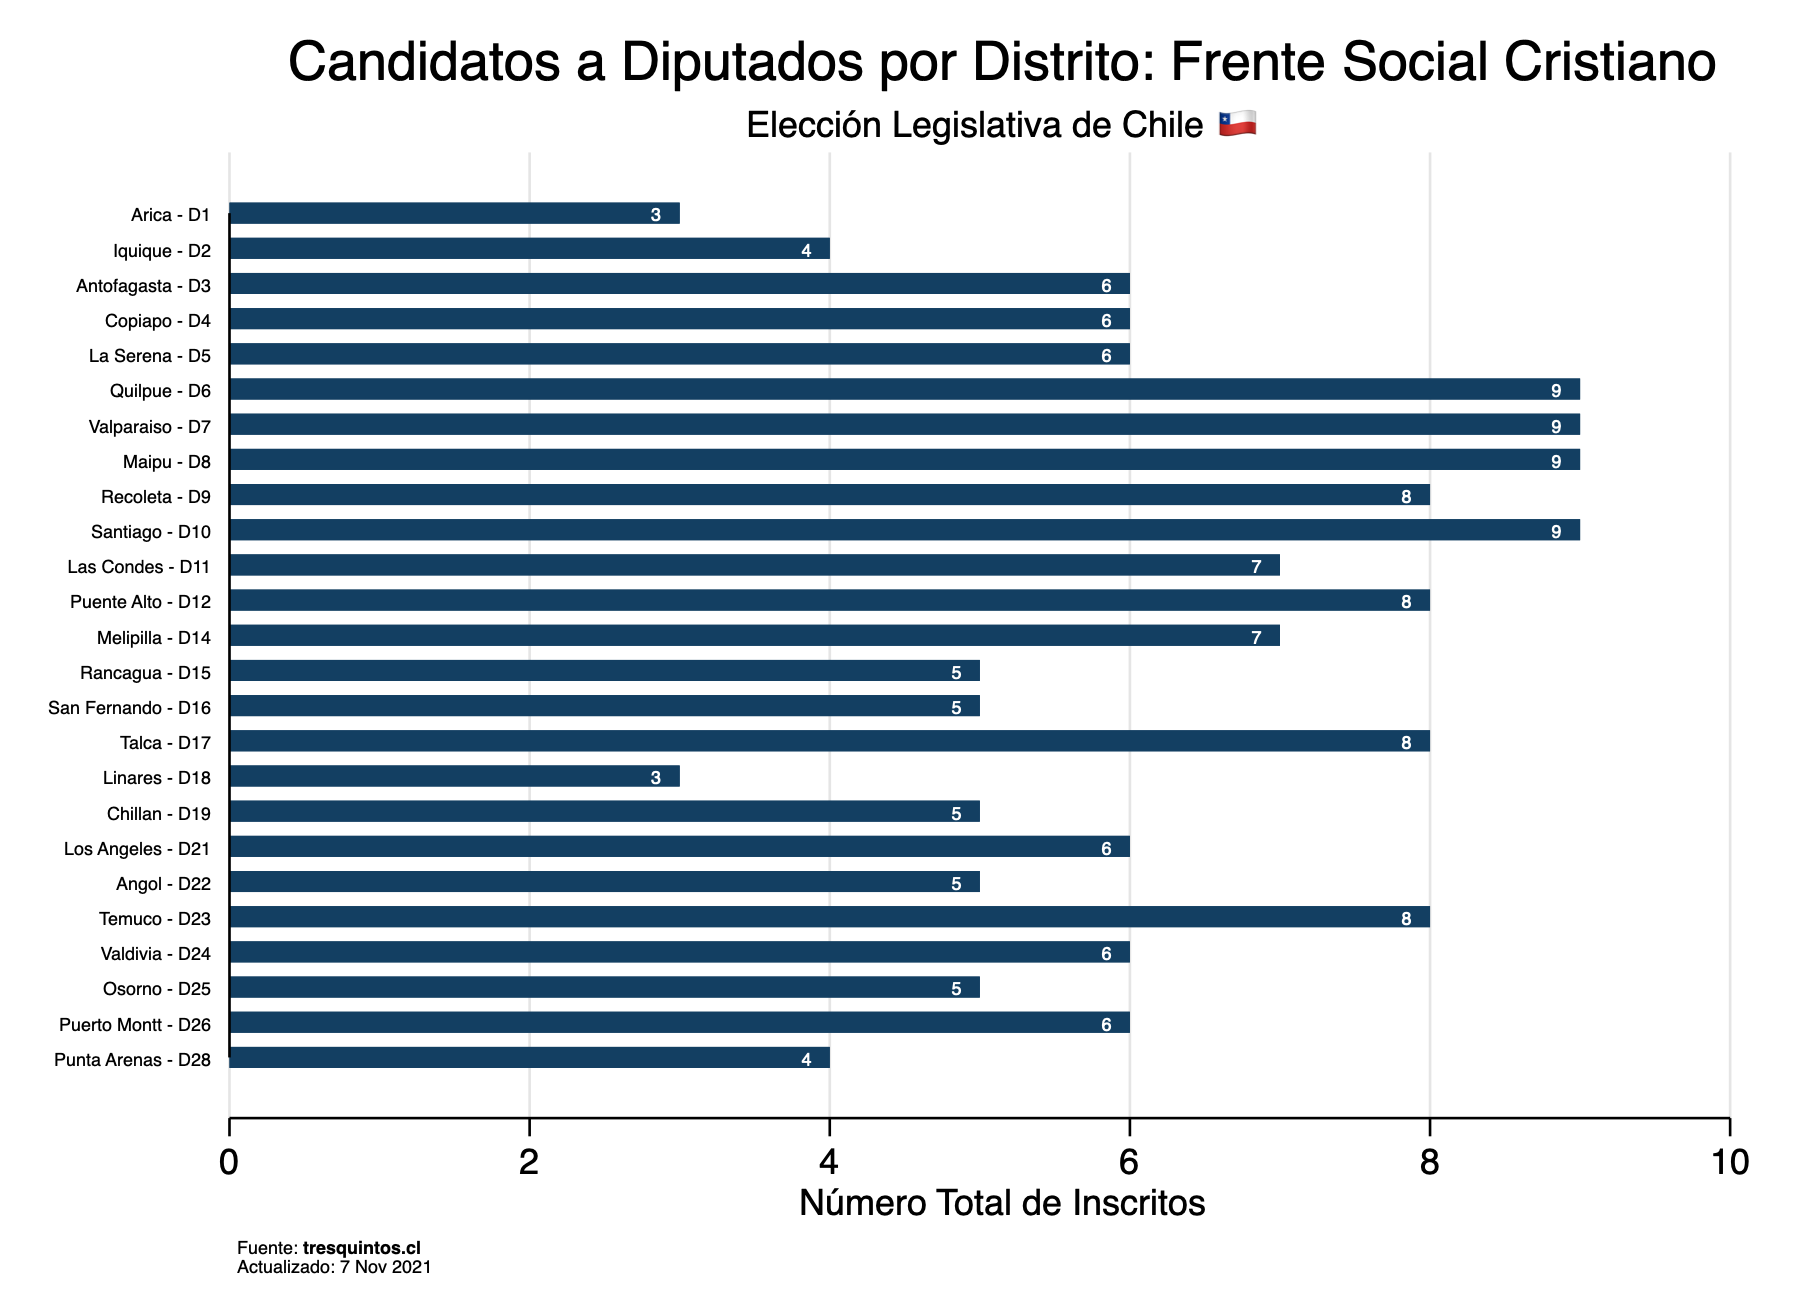 Candidatos a Diputados por Distrito: Frente Social Cristiano
Elección Legislativa de Chile 🇨🇱
Arica - D1 3
Iquique - D2 4
Antofagasta - D3 6
Copiapo - D4 6
La Serena - D5 6
Quilpue - D6 9
Valparaiso - D7 9
Maipu - D8 9
Recoleta - D9 8
Santiago - D10 9
Las Condes - D11 7
Puente Alto - D12 8
Melipilla - D14 7
Rancagua - D15 5
San Fernando - D16 5
Talca - D17 8
Linares - D18 3
Chillan - D19 5
Los Angeles - D21 6
Angol - D22 5
Temuco - D23 8
Valdivia - D24 6
Osorno - D25 5
Puerto Montt - D26 6
Punta Arenas - D28 4
0 2 4 6 8 10
Número Total de Inscritos
Fuente: tresquintos.cl
Actualizado: 7 Nov 2021